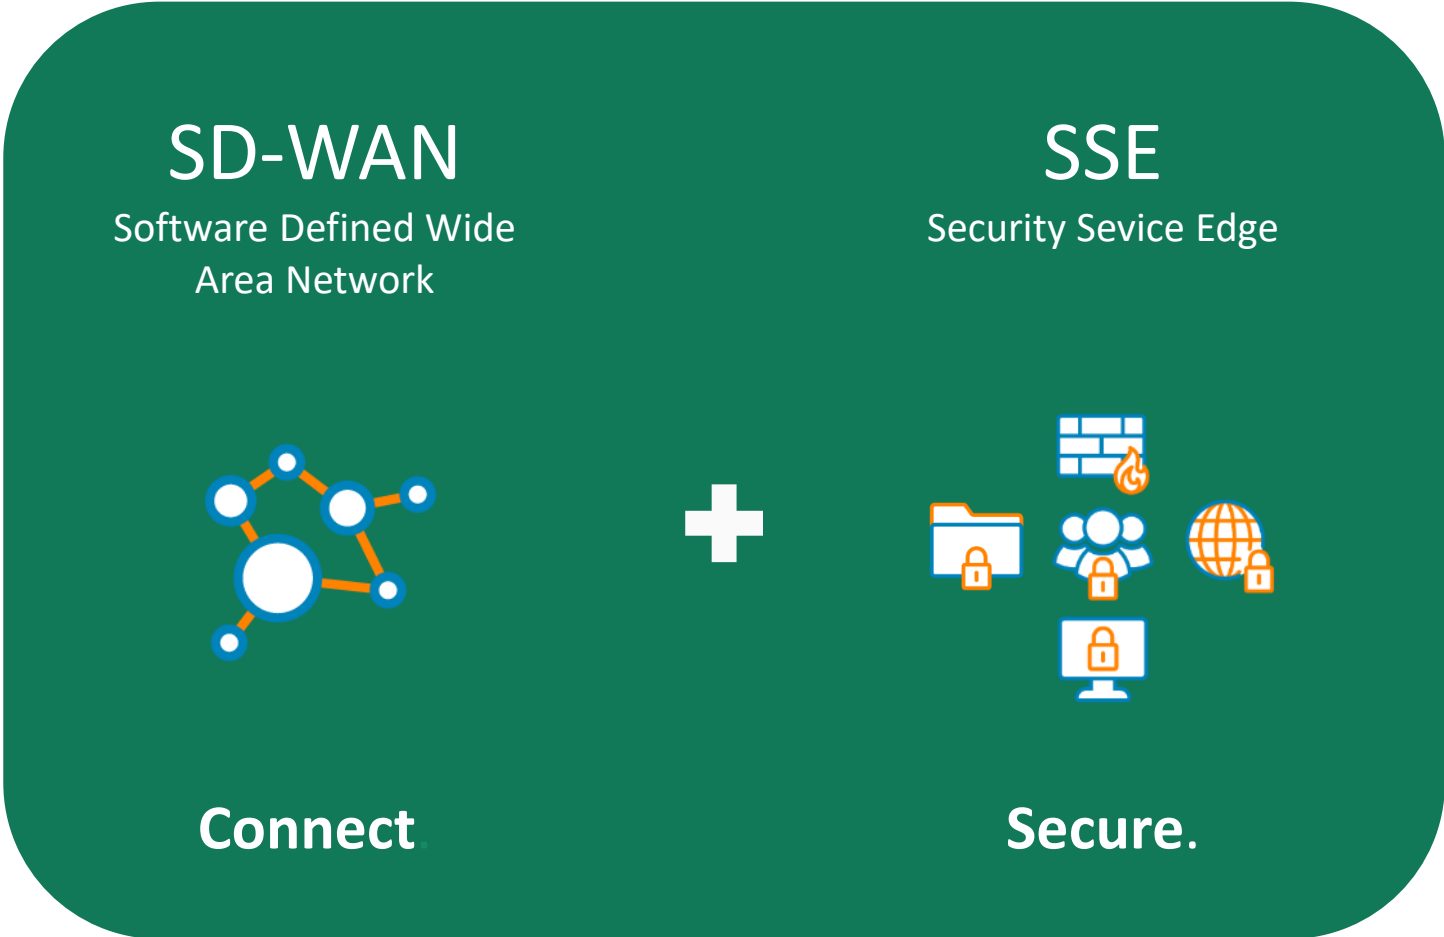 SD-WAN
Software Defined Wide
Area Network
SSE
Security Sevice Edge
Connect.
Secure.